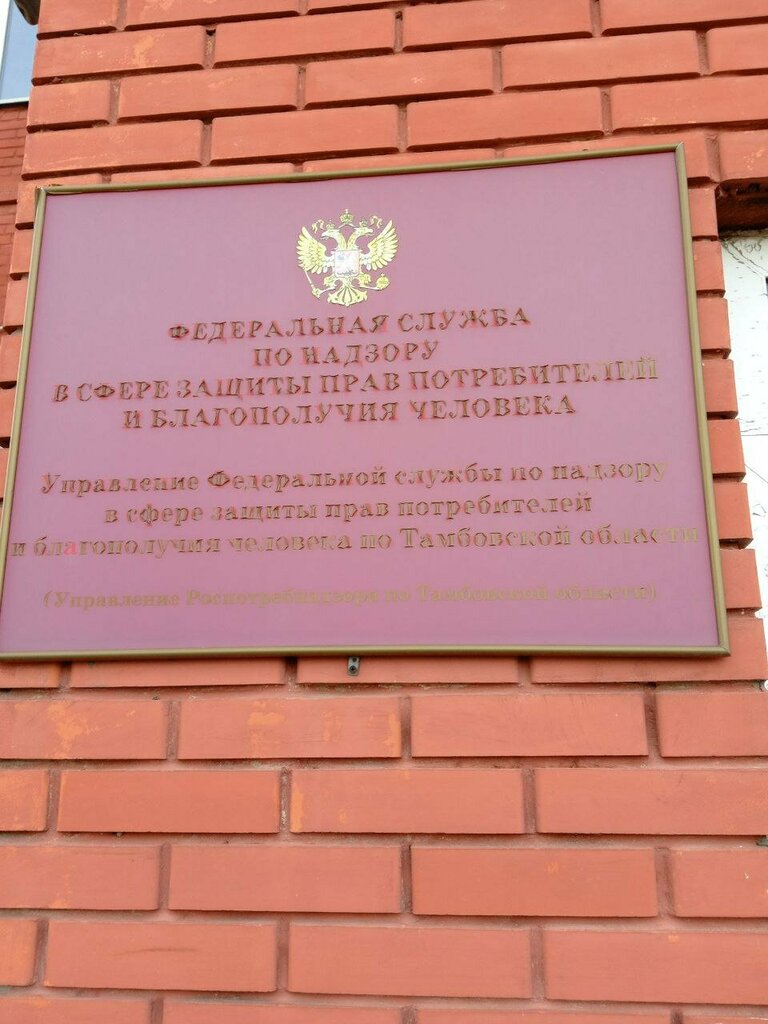 ФЕДЕРАЛЬНАЯ СЛУЖБА
ПО НАДЗОРУ
В СФЕРЕ ЗАЩИТЫ ПРАВ ПОТРЕБИТЕЛЕЙ
И БЛАГОПОЛУЧИЯ ЧЕЛОВЕКА
Управление Федеральной службы по надзору
в сфере защиты прав потребителей
и благополучия человека по Тамбовской области
(Управление Роспотребнадзора по Тамбовской области)